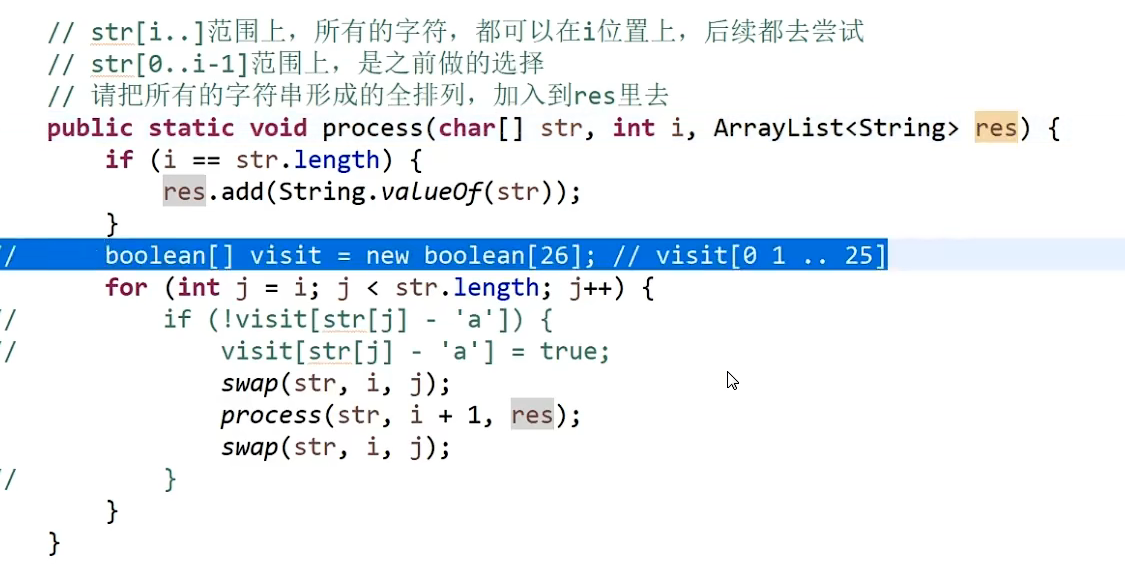 // str[i..]范围上，所有的字符，都可以在i位置上，后续都去尝试
// str[0..i-1]范围上，是之前做的选择
// 请把所有的字符串形成的全排列，加入到res里去
public static void process(char[] str, int i, ArrayList<String> res) {
if (i == str.length) {
res.add(String.valueOf(str));
}
// boolean[] visit = new boolean[26]; // visit[0 1 .. 25]
for (int j = i; j < str.length; j++) {
// if (!visit[str[j] - 'a']) {
// visit[str[j] - 'a'] = true;
swap(str, i, j);
process(str, i + 1, res);
swap(str, i, j);
// }
}
}